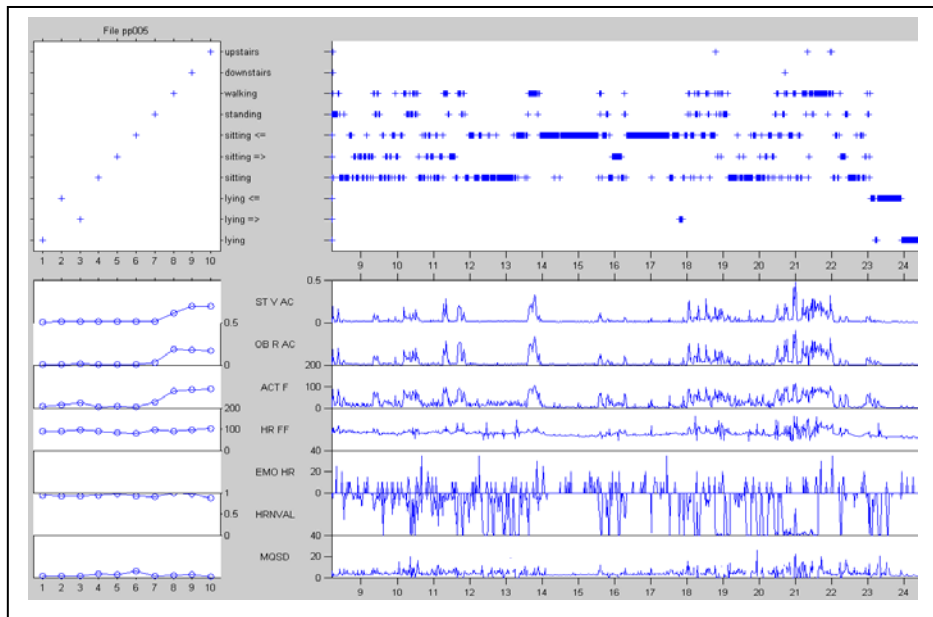 File pp005
upstairs
downstairs
walking
standing
sitting <=
sitting =>
sitting
lying <=
lying =>
lying
1 2 3 4 5 6 7 8 9 10
9 10 11 12 13 14 15 16 17 18 19 20 21 22 23 24
0.5
ST V AC
0.5 0
OB R AC
0 200
ACT F 100
200 0
100 HR FF
0 40
EMO HR 20
1 0
0.5 HRNVAL
0 40
MQSD 20
0
1 2 3 4 5 6 7 8 9 10
9 10 11 12 13 14 15 16 17 18 19 20 21 22 23 24